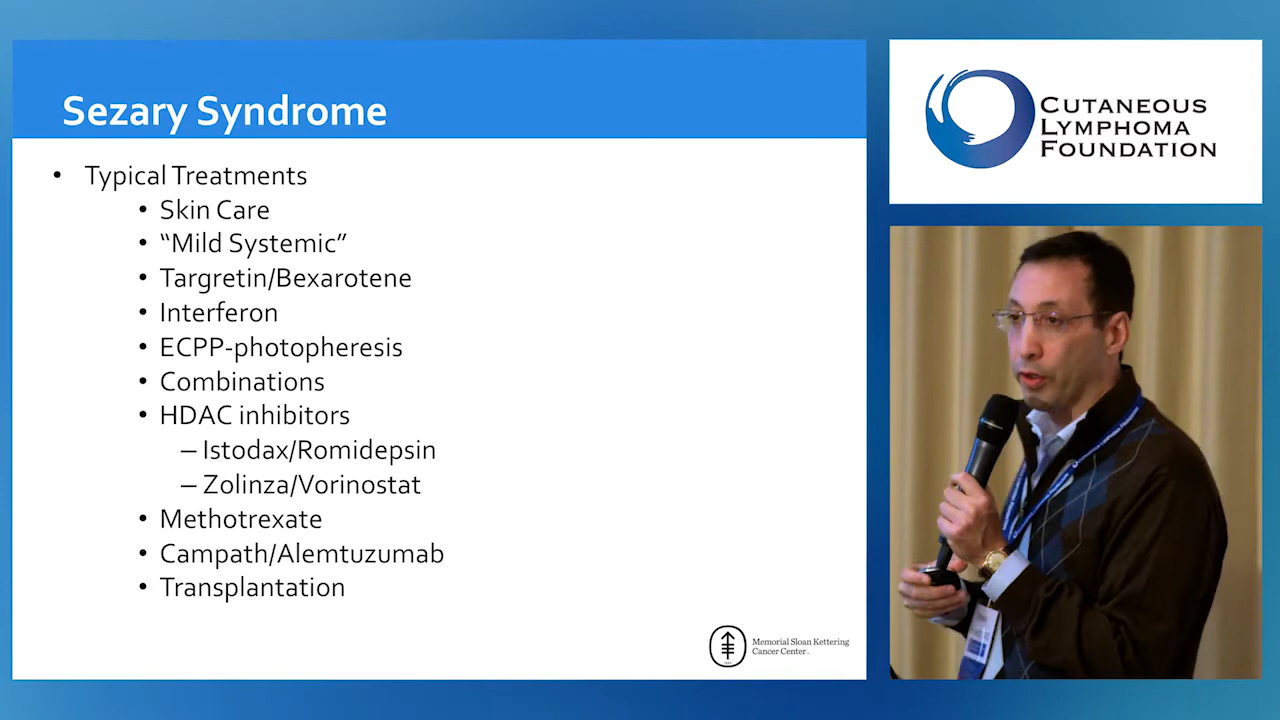 Sezary Syndrome
• Typical Treatments
• Skin Care
• “Mild Systemic”
• Targretin/Bexarotene
• Interferon
• ECPP-photopheresis
• Combinations
• HDAC inhibitors
– Istodax/Romidepsin
– Zolinza/Vorinostat
• Methotrexate
• Campath/Alemtuzumab
• Transplantation
Memorial Sloan Kettering
Cancer Center
CUTANEOUS
LYMPHOMA
FOUNDATION